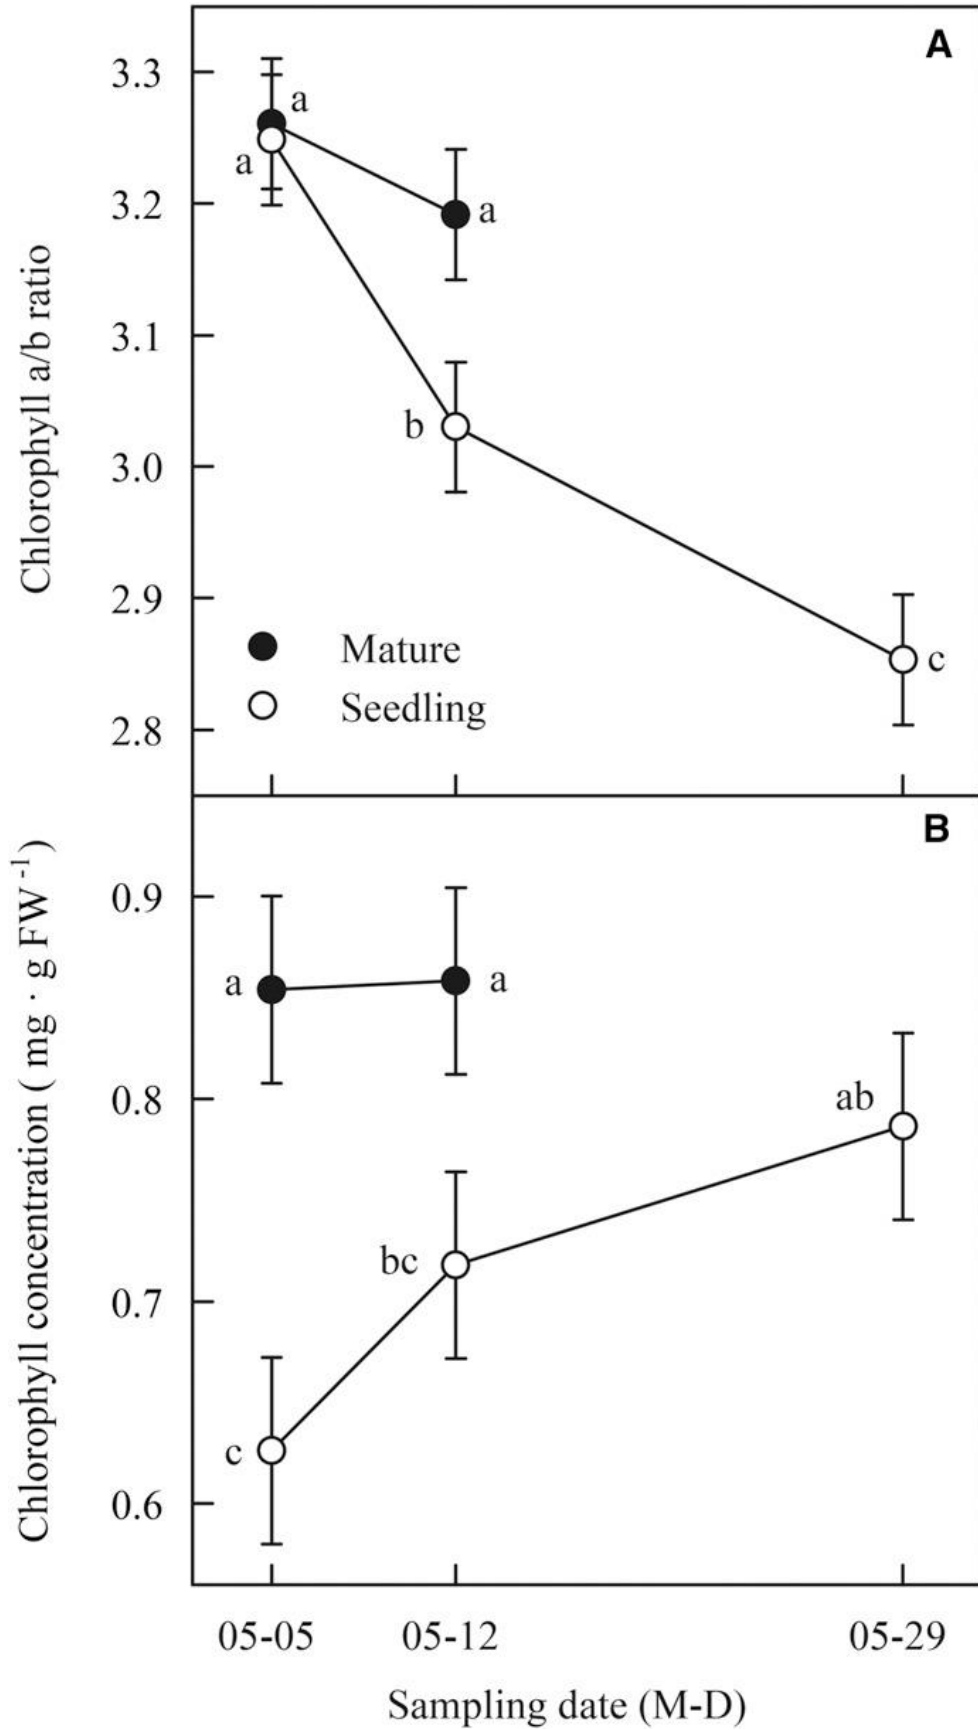 A
3.3
a
a
3.2
a
3.1
b
3.0
2.9
c
Mature
Seedling
2.8
Chlorophyll a/b ratio
B
0.9
a
a
0.8
ab
bc
0.7
c
0.6
Chlorophyll concentration ( mg · g FW⁻¹)
05-05 05-12 05-29
Sampling date (M-D)